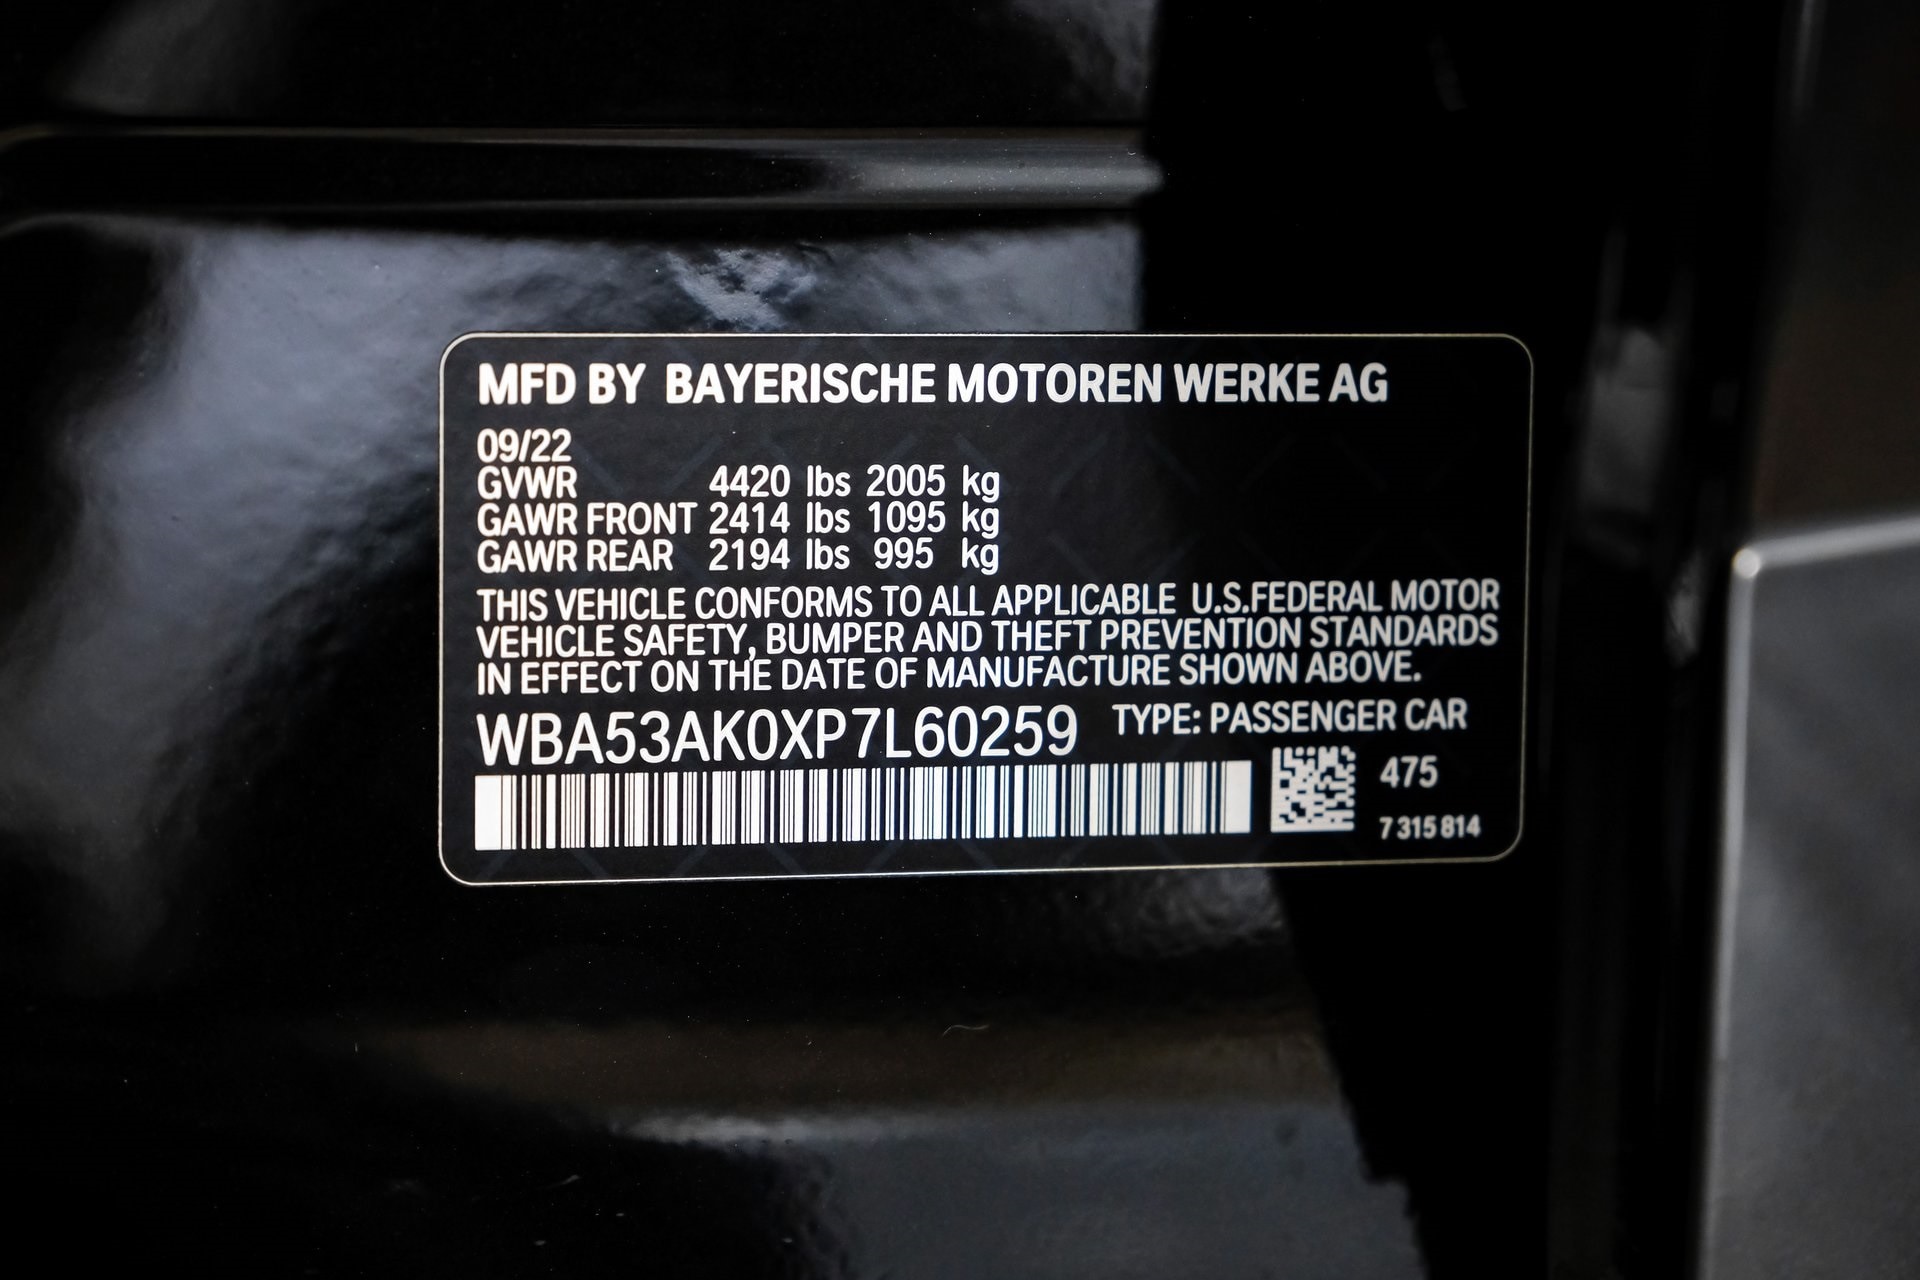 MFD BY BAYERISCHE MOTOREN WERKE AG
09/22
GVWR 4420 lbs 2005 kg
GAWR FRONT 2414 lbs 1095 kg
GAWR REAR 2194 lbs 995 kg
THIS VEHICLE CONFORMS TO ALL APPLICABLE U.S.FEDERAL MOTOR
VEHICLE SAFETY, BUMPER AND THEFT PREVENTION STANDARDS
IN EFFECT ON THE DATE OF MANUFACTURE SHOWN ABOVE.
WBA53AK0XP7L60259 TYPE: PASSENGER CAR
475
7 315 814